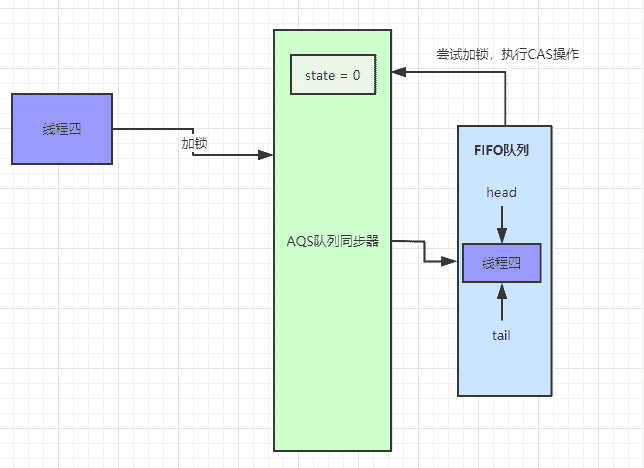 尝试加锁，执行CAS操作
state = 0
线程四
加锁
FIFO队列
head
AQS队列同步器
线程四
tail